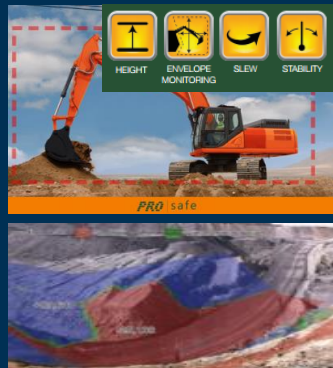 HEIGHT
ENVELOPE
MONITORING
SLEW
STABILITY
PRO safe